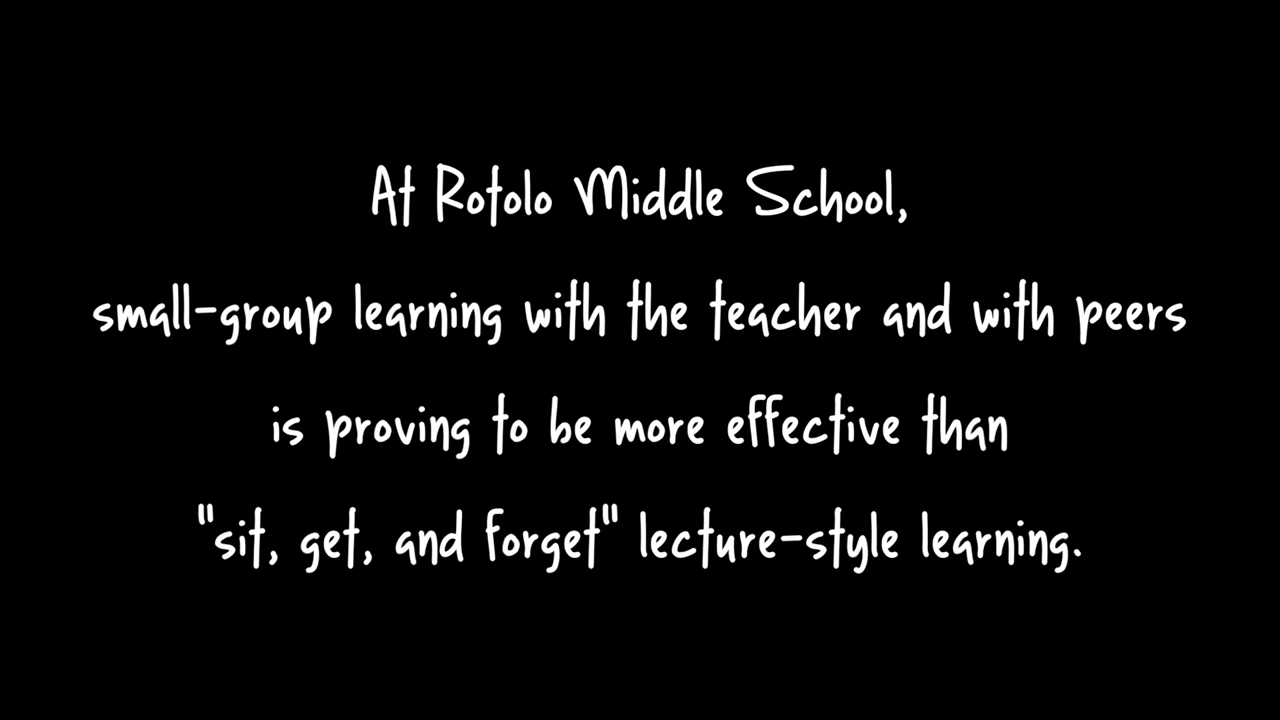 At Rotolo Middle School,
small-group learning with the teacher and with peers
is proving to be more effective than
"sit, get, and forget" lecture-style learning.